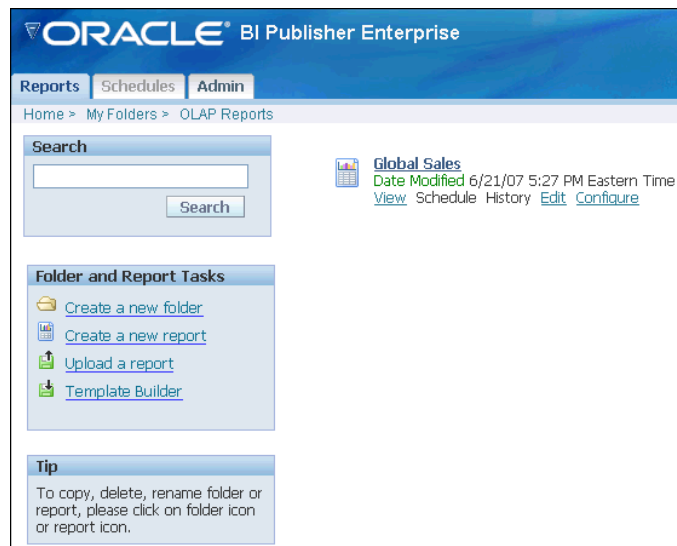 ORACLE BI Publisher Enterprise
Reports Schedules Admin
Home > My Folders > OLAP Reports
Search
Search
Global Sales
Date Modified 6/21/07 5:27 PM Eastern Time
View Schedule History Edit Configure
Folder and Report Tasks
Create a new folder
Create a new report
Upload a report
Template Builder
Tip
To copy, delete, rename folder or
report, please click on folder icon
or report icon.